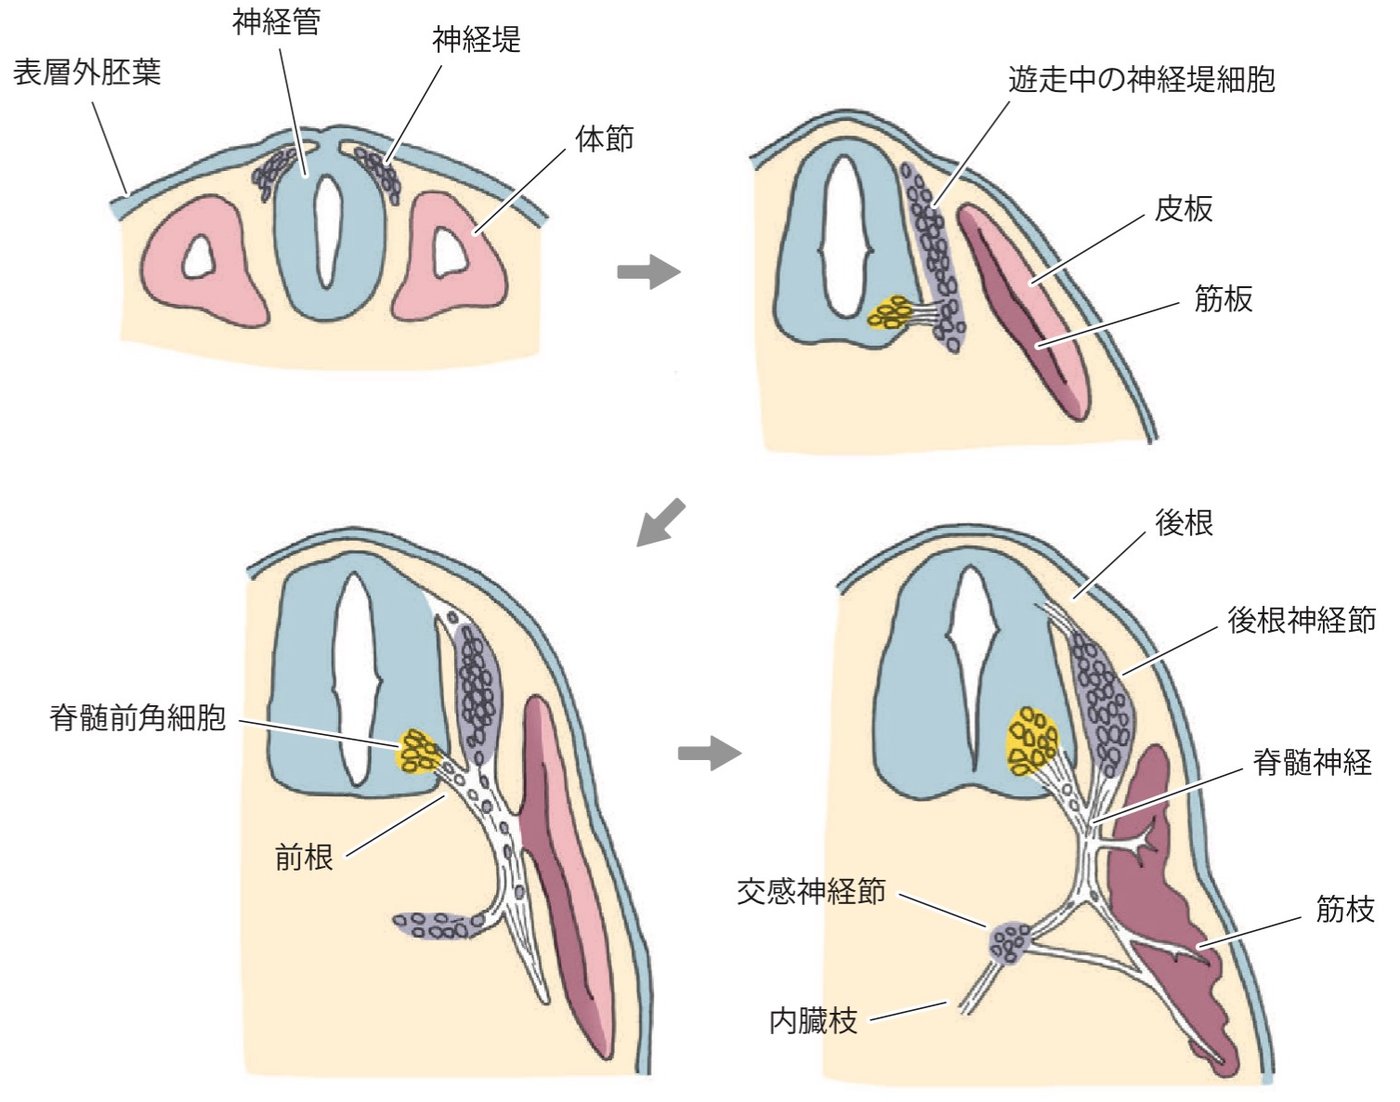 神経管
神経堤
表層外胚葉
体節
遊走中の神経堤細胞
皮板
筋板
後根
後根神経節
脊髄前角細胞
脊髄神経
前根
交感神経節
筋枝
内臓枝